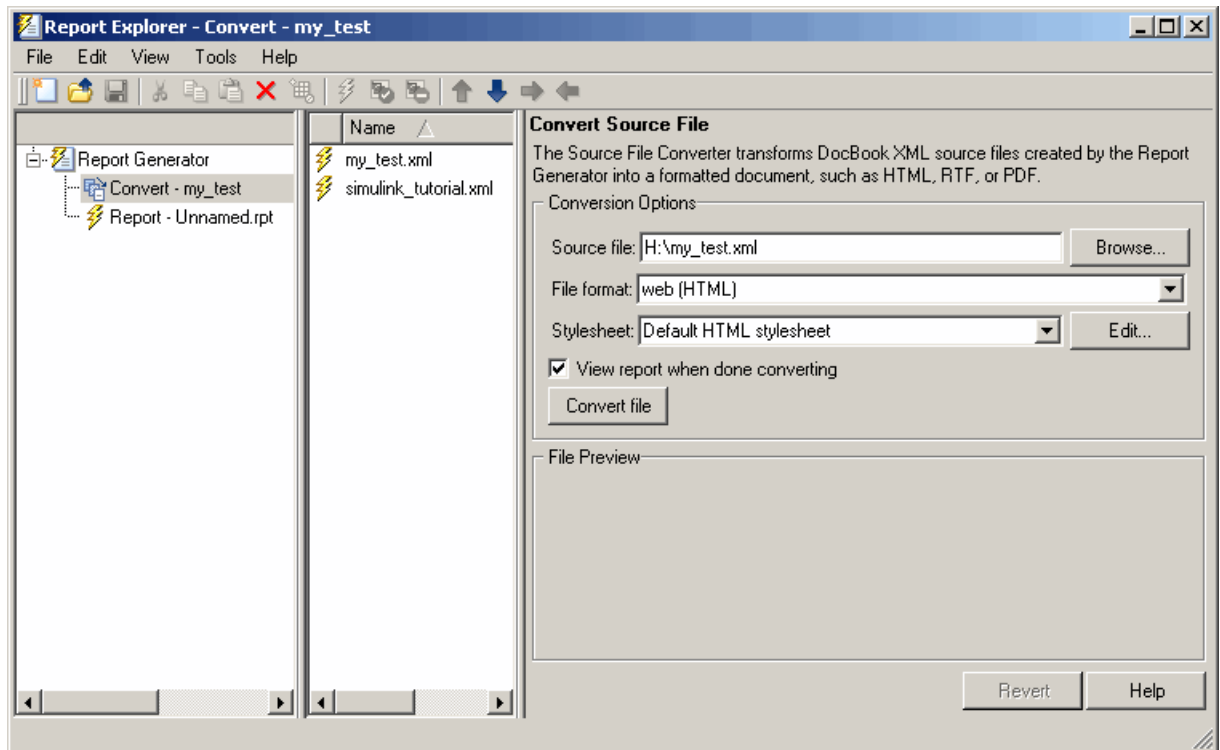 Report Explorer - Convert - my_test
File Edit View Tools Help
Report Generator
Convert - my_test
Report - Unnamed.rpt
Name
my_test.xml
simulink_tutorial.xml
Convert Source File
The Source File Converter transforms DocBook XML source files created by the Report
Generator into a formatted document, such as HTML, RTF, or PDF.
Conversion Options
Source file: H:\my_test.xml Browse...
File format: web (HTML)
Stylesheet: Default HTML stylesheet Edit...
View report when done converting
Convert file
File Preview
Revert Help